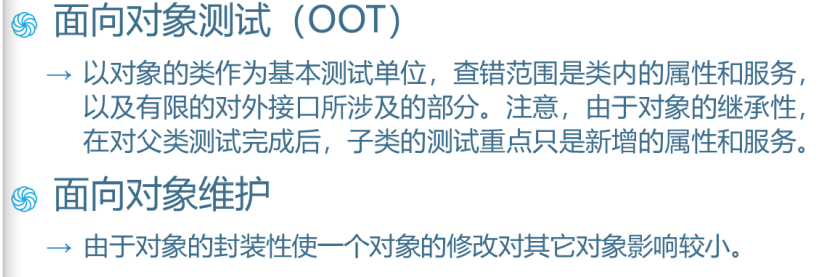 面向对象测试（OOT）
→ 以对象的类作为基本测试单位，查错范围是类内的属性和服务，
以及有限的对外接口所涉及的部分。注意，由于对象的继承性，
在对父类测试完成后，子类的测试重点只是新增的属性和服务。
面向对象维护
→ 由于对象的封装性使一个对象的修改对其它对象影响较小。